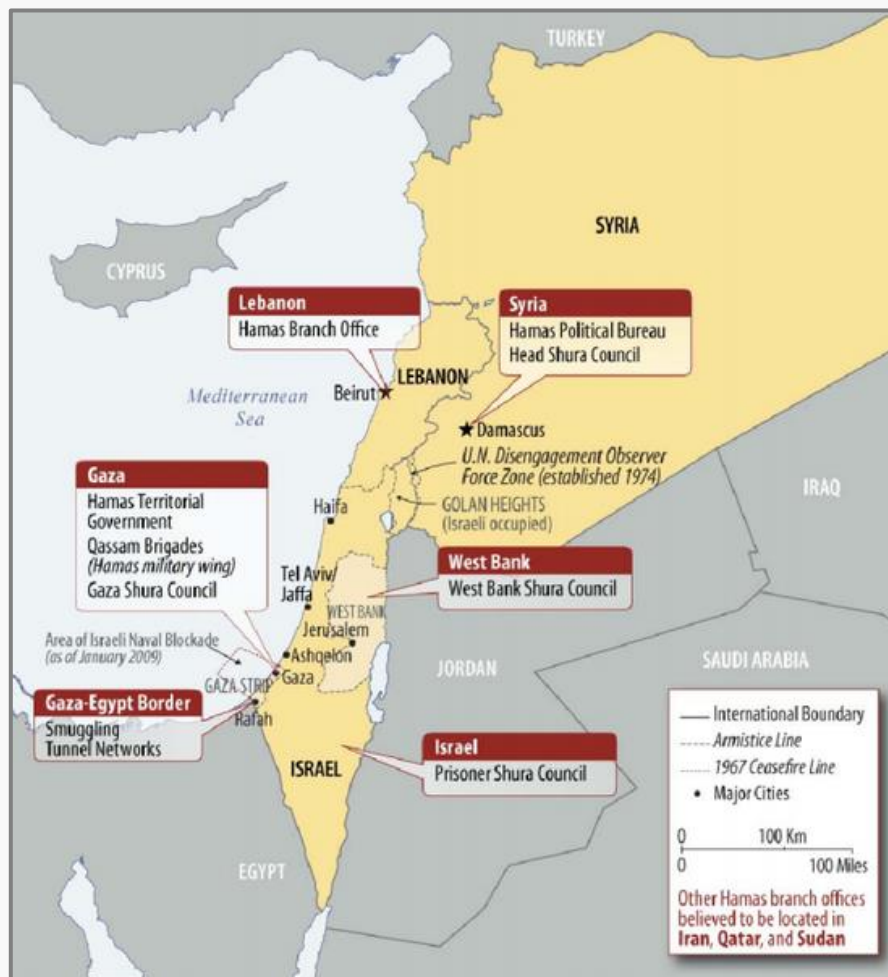 TURKEY
SYRIA
CYPRUS
Lebanon
Hamas Branch Office
Syria
Hamas Political Bureau
Head Shura Council
LEBANON
Beirut
Mediterranean
Sea
Damascus
U.N. Disengagement Observer
Force Zone (established 1974)
IRAQ
Gaza
Hamas Territorial
Government
Qassam Brigades
(Hamas military wing)
Gaza Shura Council
GOLAN HEIGHTS
(Israeli occupied)
Haifa
West Bank
West Bank Shura Council
Tel Aviv/
Jaffa
WEST BANK
Jerusalem
Area of Israeli Naval Blockade
(as of January 2009)
Ashqelon
JORDAN
SAUDI ARABIA
GAZA STRIP
Gaza
Gaza-Egypt Border
Smuggling
Tunnel Networks
Rafah
ISRAEL
Israel
Prisoner Shura Council
EGYPT
International Boundary
Armistice Line
1967 Ceasefire Line
Major Cities
0 100 Km
0 100 Miles
Other Hamas branch offices
believed to be located in
Iran, Qatar, and Sudan